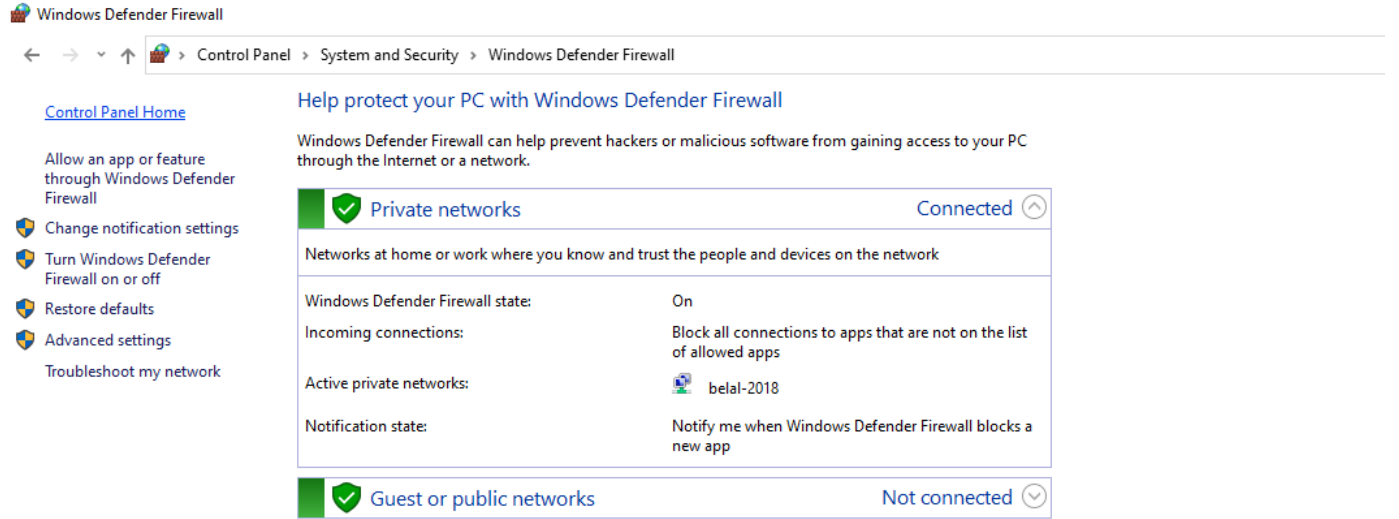 Windows Defender Firewall
Control Panel > System and Security > Windows Defender Firewall
Control Panel Home
Allow an app or feature
through Windows Defender
Firewall
Change notification settings
Turn Windows Defender
Firewall on or off
Restore defaults
Advanced settings
Troubleshoot my network
Help protect your PC with Windows Defender Firewall
Windows Defender Firewall can help prevent hackers or malicious software from gaining access to your PC
through the Internet or a network.
Private networks Connected
Networks at home or work where you know and trust the people and devices on the network
Windows Defender Firewall state: On
Incoming connections: Block all connections to apps that are not on the list
of allowed apps
Active private networks: belal-2018
Notification state: Notify me when Windows Defender Firewall blocks a
new app
Guest or public networks Not connected